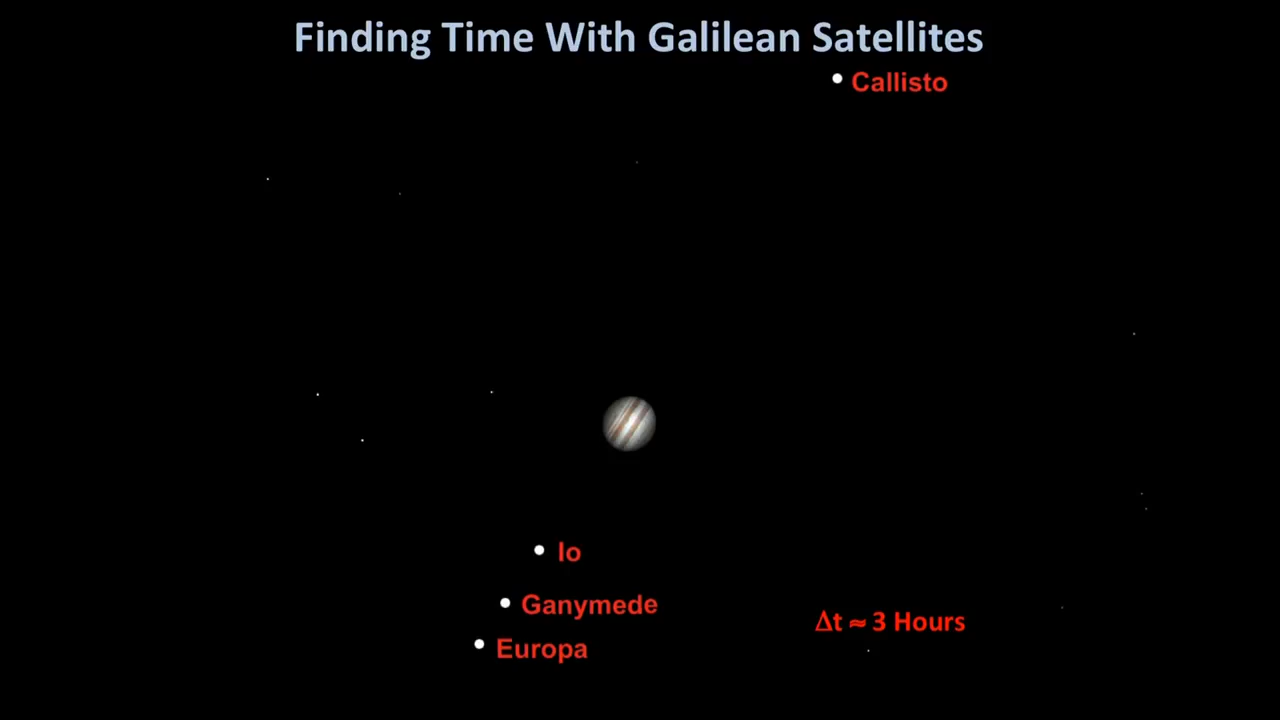 Finding Time With Galilean Satellites
Callisto
Io
Ganymede
Δt ≈ 3 Hours
Europa